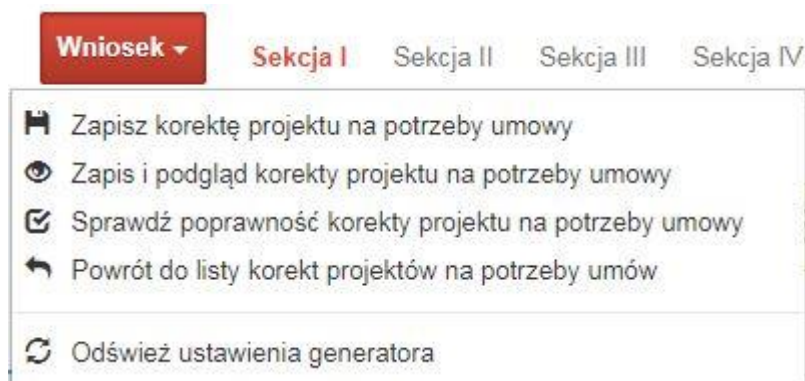 Wniosek Sekcja I Sekcja II Sekcja III Sekcja IV
Zapisz korektę projektu na potrzeby umowy
Zapis i podgląd korekty projektu na potrzeby umowy
Sprawdź poprawność korekty projektu na potrzeby umowy
Powrót do listy korekt projektów na potrzeby umów
Odśwież ustawienia generatora